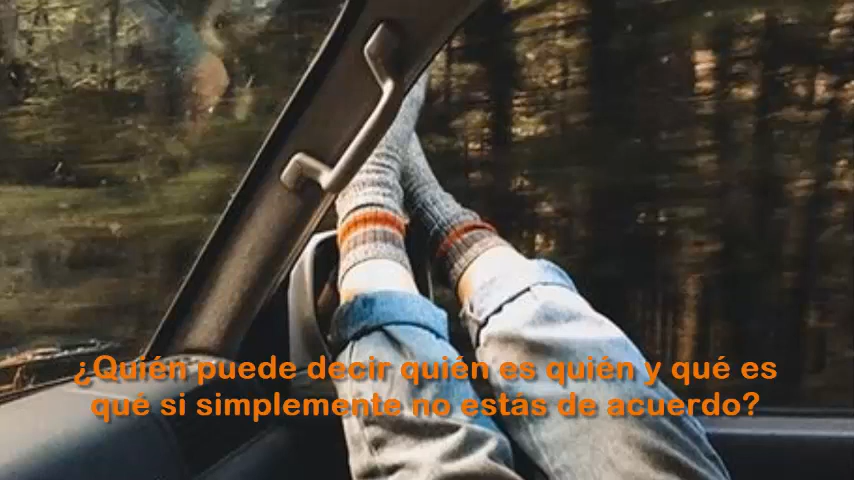 ¿Quién puede decir quién es quién y qué es
qué si simplemente no estás de acuerdo?